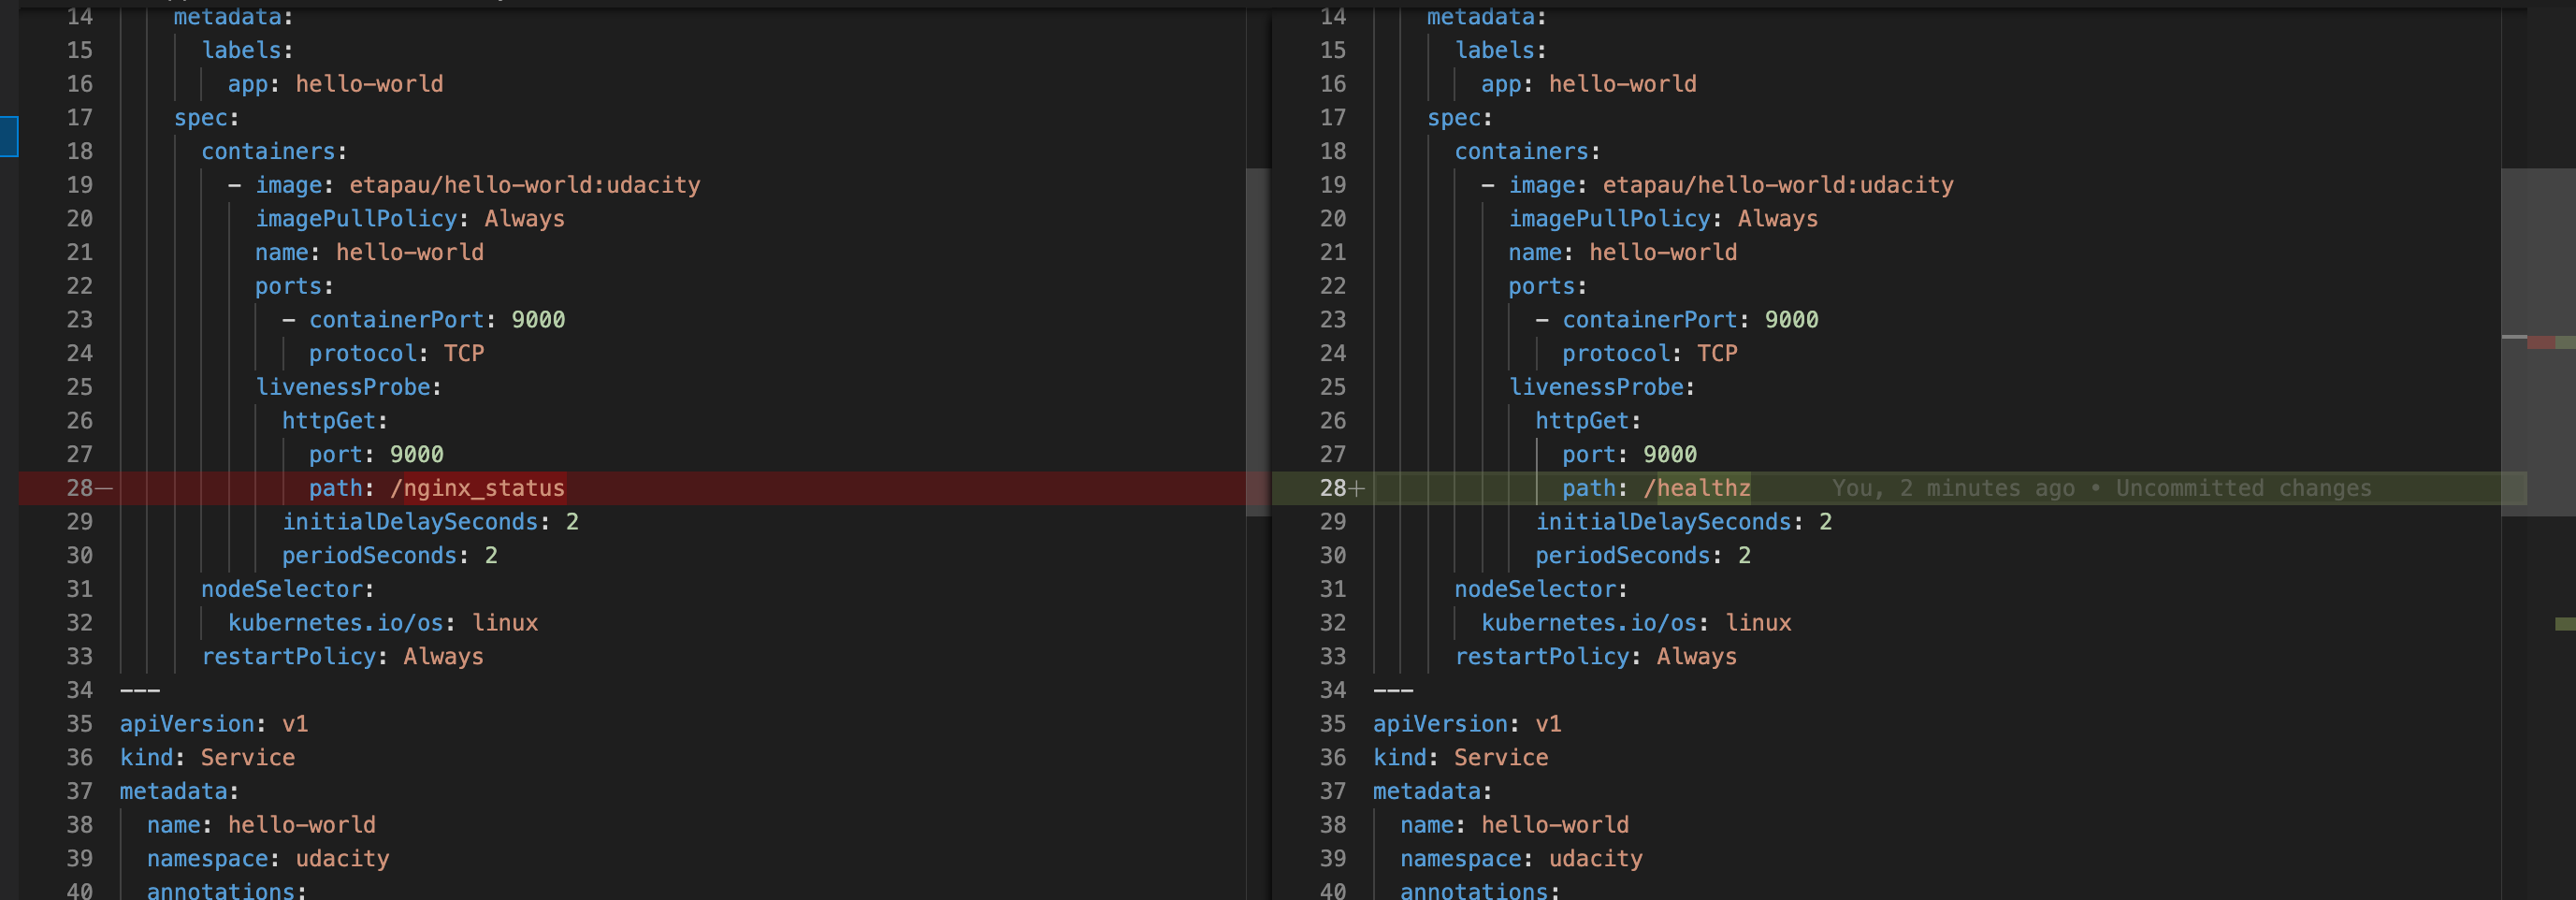 14 metadata:
15 labels:
16 app: hello-world
17 spec:
18 containers:
19 - image: etapau/hello-world:udacity
20 imagePullPolicy: Always
21 name: hello-world
22 ports:
23 - containerPort: 9000
24 protocol: TCP
25 livenessProbe:
26 httpGet:
27 port: 9000
28— path: /nginx_status
29 initialDelaySeconds: 2
30 periodSeconds: 2
31 nodeSelector:
32 kubernetes.io/os: linux
33 restartPolicy: Always
34 ---
35 apiVersion: v1
36 kind: Service
37 metadata:
38 name: hello-world
39 namespace: udacity
40 annotations:
14 metadata:
15 labels:
16 app: hello-world
17 spec:
18 containers:
19 - image: etapau/hello-world:udacity
20 imagePullPolicy: Always
21 name: hello-world
22 ports:
23 - containerPort: 9000
24 protocol: TCP
25 livenessProbe:
26 httpGet:
27 port: 9000
28+ path: /healthz You, 2 minutes ago • Uncommitted changes
29 initialDelaySeconds: 2
30 periodSeconds: 2
31 nodeSelector:
32 kubernetes.io/os: linux
33 restartPolicy: Always
34 ---
35 apiVersion: v1
36 kind: Service
37 metadata:
38 name: hello-world
39 namespace: udacity
40 annotations: